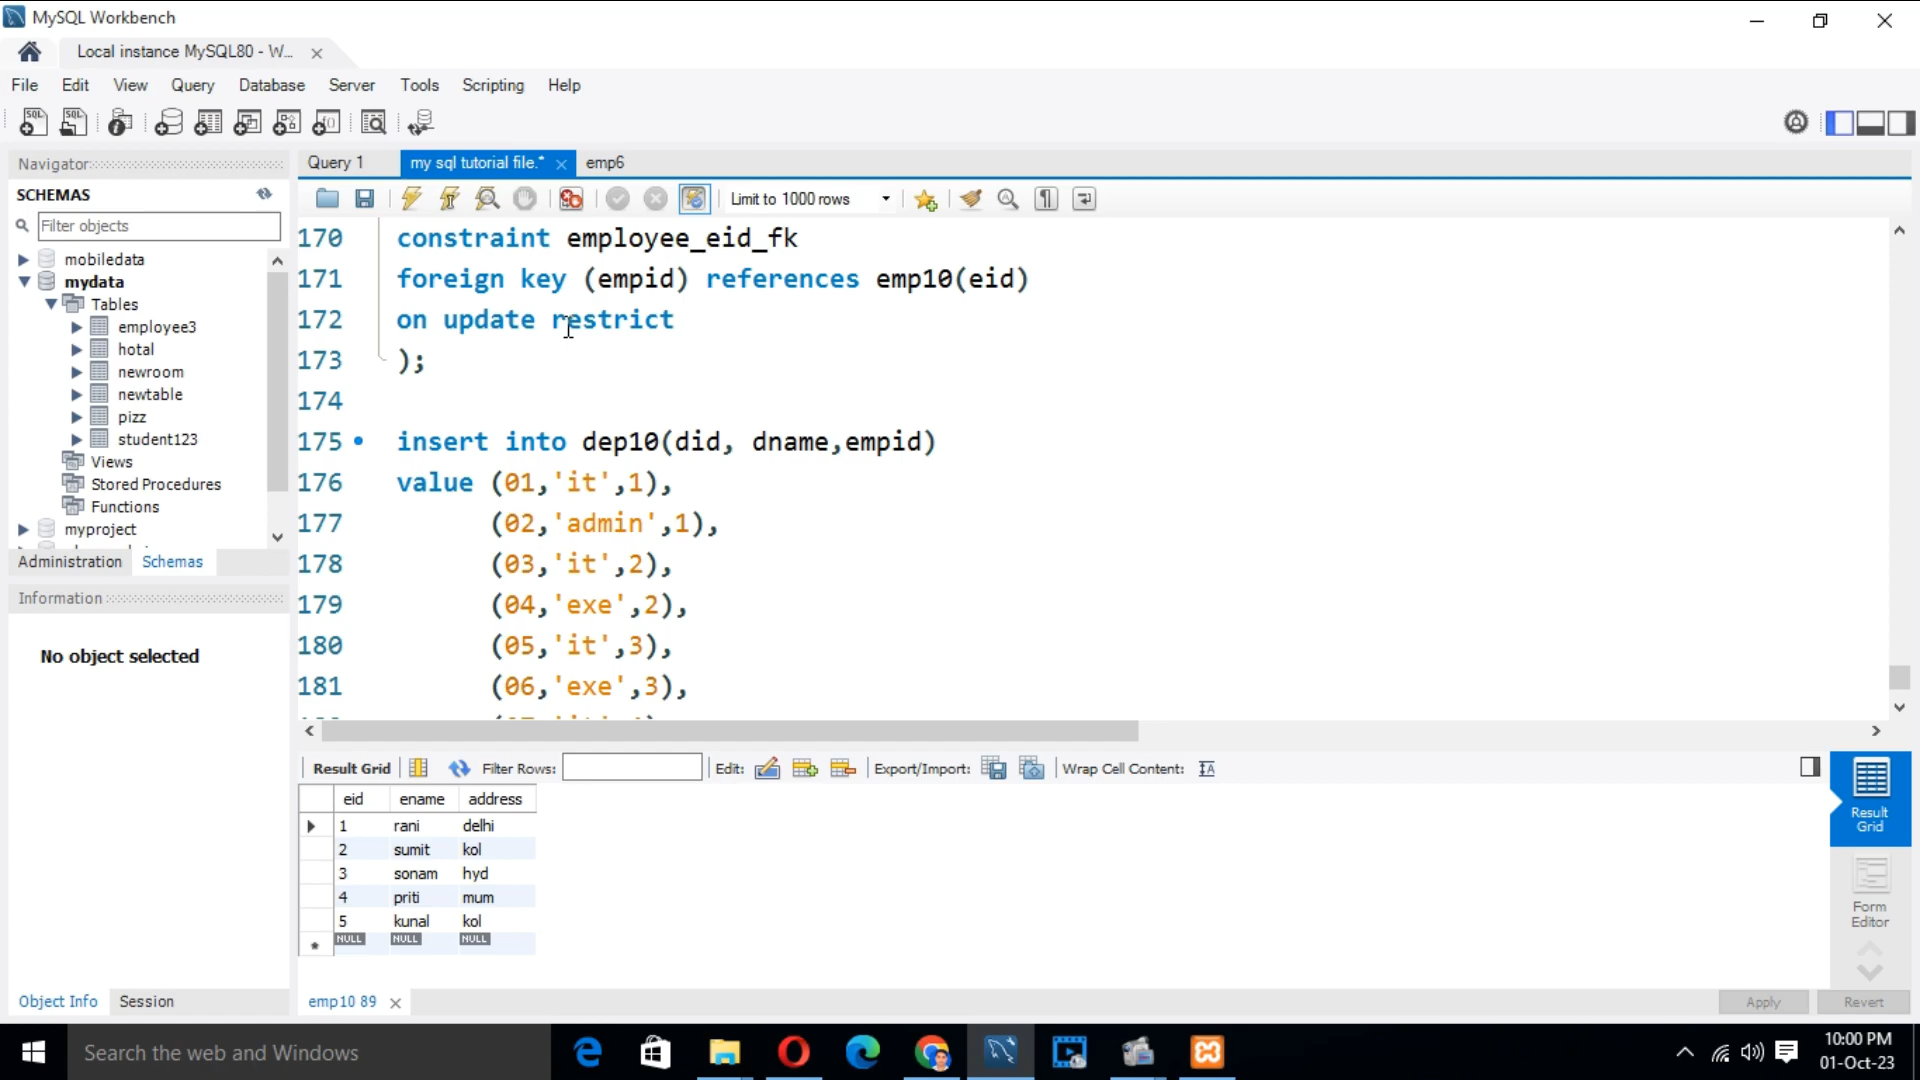 MySQL Workbench
Local instance MySQL80 - W...
File Edit View Query Database Server Tools Scripting Help
Navigator
SCHEMAS
Filter objects
mobiledata
mydata
Tables
employee3
hotal
newroom
newtable
pizz
student123
Views
Stored Procedures
Functions
myproject
Administration Schemas
Information
No object selected
Object Info Session
Query 1 my sql tutorial file.* emp6
Limit to 1000 rows
170 constraint employee_eid_fk
171 foreign key (empid) references emp10(eid)
172 on update restrict
173 );
174
175 insert into dep10(did, dname,empid)
176 value (01,'it',1),
177 (02,'admin',1),
178 (03,'it',2),
179 (04,'exe',2),
180 (05,'it',3),
181 (06,'exe',3),
Result Grid Filter Rows: Edit: Export/Import: Wrap Cell Content:
eid ename address
1 rani delhi
2 sumit kol
3 sonam hyd
4 priti mum
5 kunal kol
NULL NULL NULL
Result Grid
Form Editor
emp10 89
Apply Revert
Search the web and Windows
10:00 PM
01-Oct-23